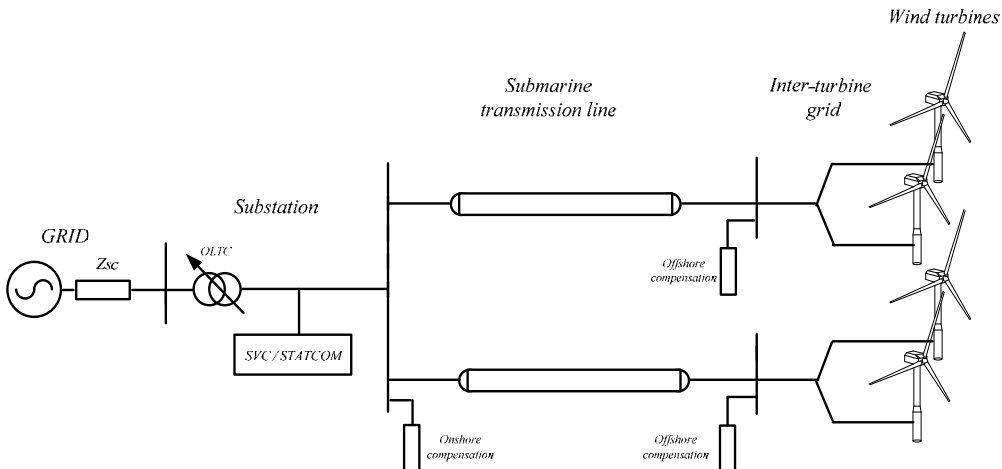 Wind turbines
Submarine
transmission line
Inter-turbine
grid
Substation
GRID
Zsc
OLTC
SVC / STATCOM
Offshore
compensation
Onshore
compensation
Offshore
compensation